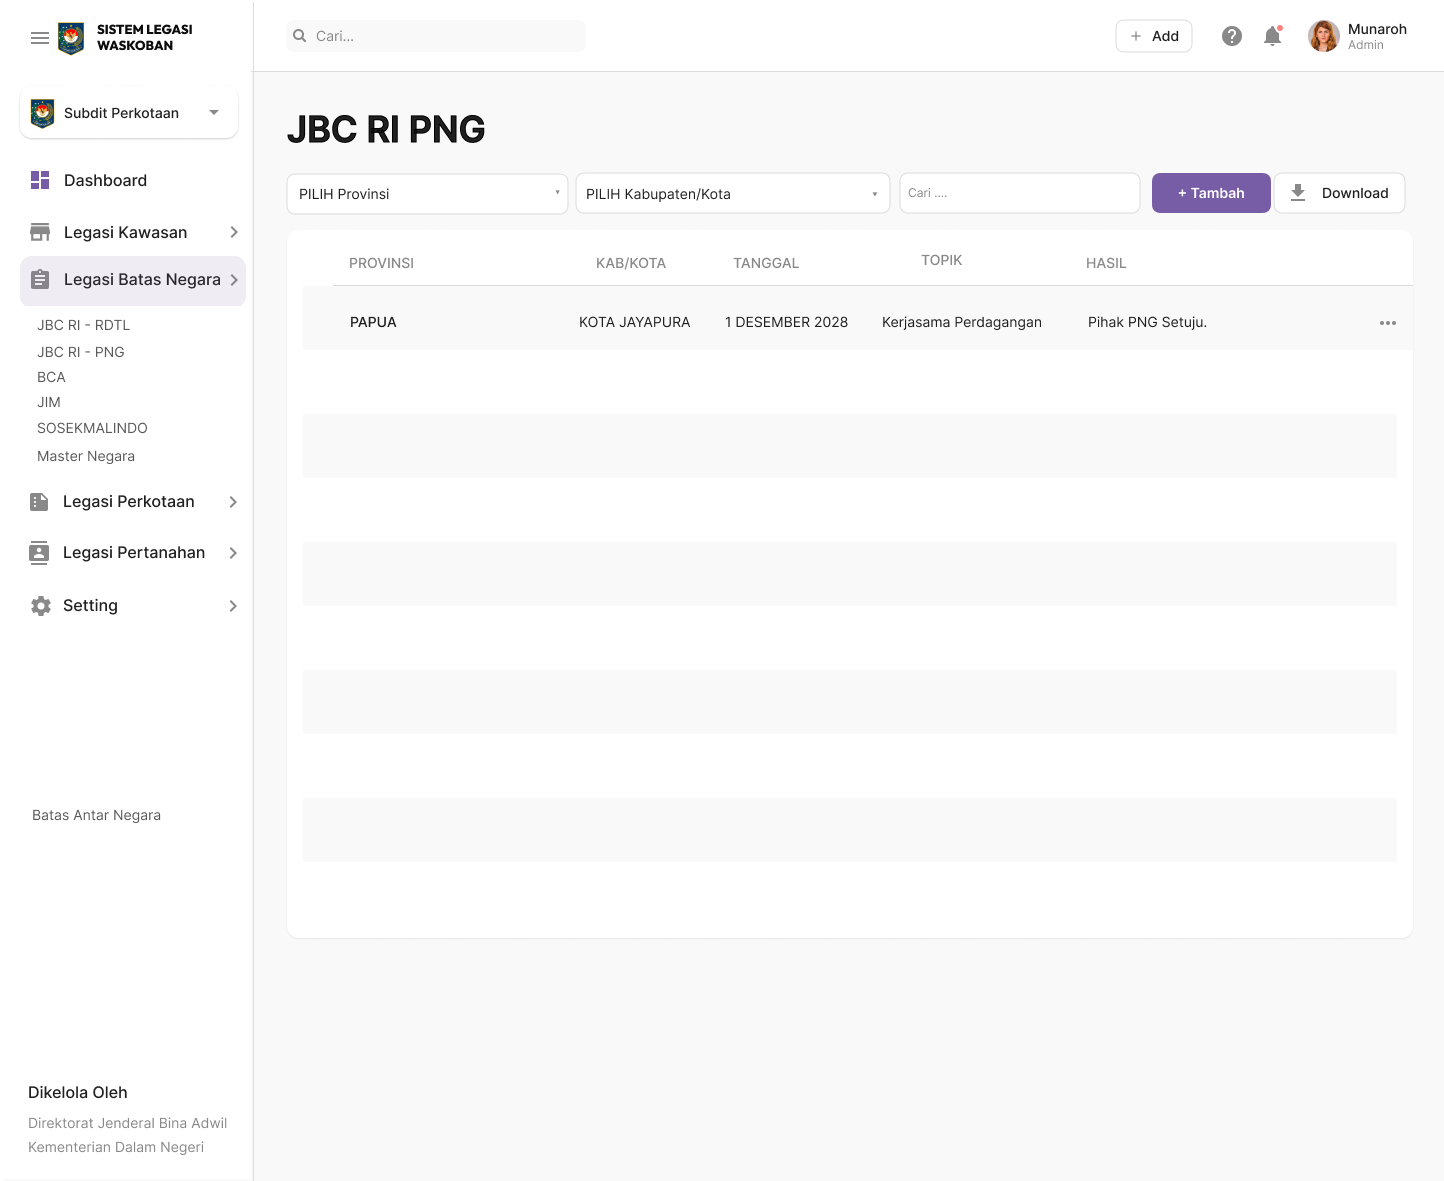 SISTEM LEGASI
WASKOBAN
Cari...
+ Add
Munaroh
Admin
Subdit Perkotaan
Dashboard
Legasi Kawasan
Legasi Batas Negara
JBC RI - RDTL
JBC RI - PNG
BCA
JIM
SOSEKMALINDO
Master Negara
Legasi Perkotaan
Legasi Pertanahan
Setting
Batas Antar Negara
Dikelola Oleh
Direktorat Jenderal Bina Adwil
Kementerian Dalam Negeri
JBC RI PNG
PILIH Provinsi
PILIH Kabupaten/Kota
Cari ....
+ Tambah
Download
PROVINSI KAB/KOTA TANGGAL TOPIK HASIL
PAPUA KOTA JAYAPURA 1 DESEMBER 2028 Kerjasama Perdagangan Pihak PNG Setuju.